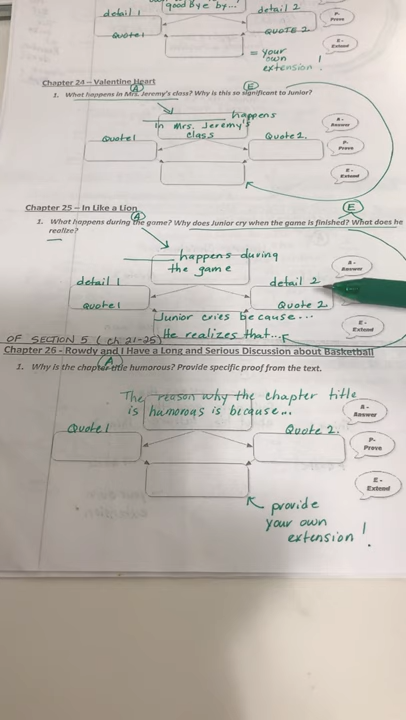 good Bye by..."
detail 1
detail 2
Quote 1
QUOTE 2.
P-
Prove
E-
Extend
= your
own
extension!
Chapter 24 – Valentine Heart
A
E
1. What happens in Mrs. Jeremy's class? Why is this so significant to Junior?
happens
in Mrs. Jeremy's
class
Quote 1
Quote 2.
A-
Answer
P-
Prove
E-
Extend
Chapter 25 – In Like a Lion
A
E
1. What happens during the game? Why does Junior cry when the game is finished? What does he
realize?
happens during
the game
A-
Answer
detail 1
detail 2
Quote 1
Quote 2
Junior cries because...
He realizes that...
E-
Extend
OF SECTION 5 (ch. 21-25)
Chapter 26 - Rowdy and I Have a Long and Serious Discussion about Basketball
A
1. Why is the chapter title humorous? Provide specific proof from the text.
The reason why the chapter title
is humorous is because...
A-
Answer
Quote 1
Quote 2.
P-
Prove
E-
Extend
provide
your own
extension!